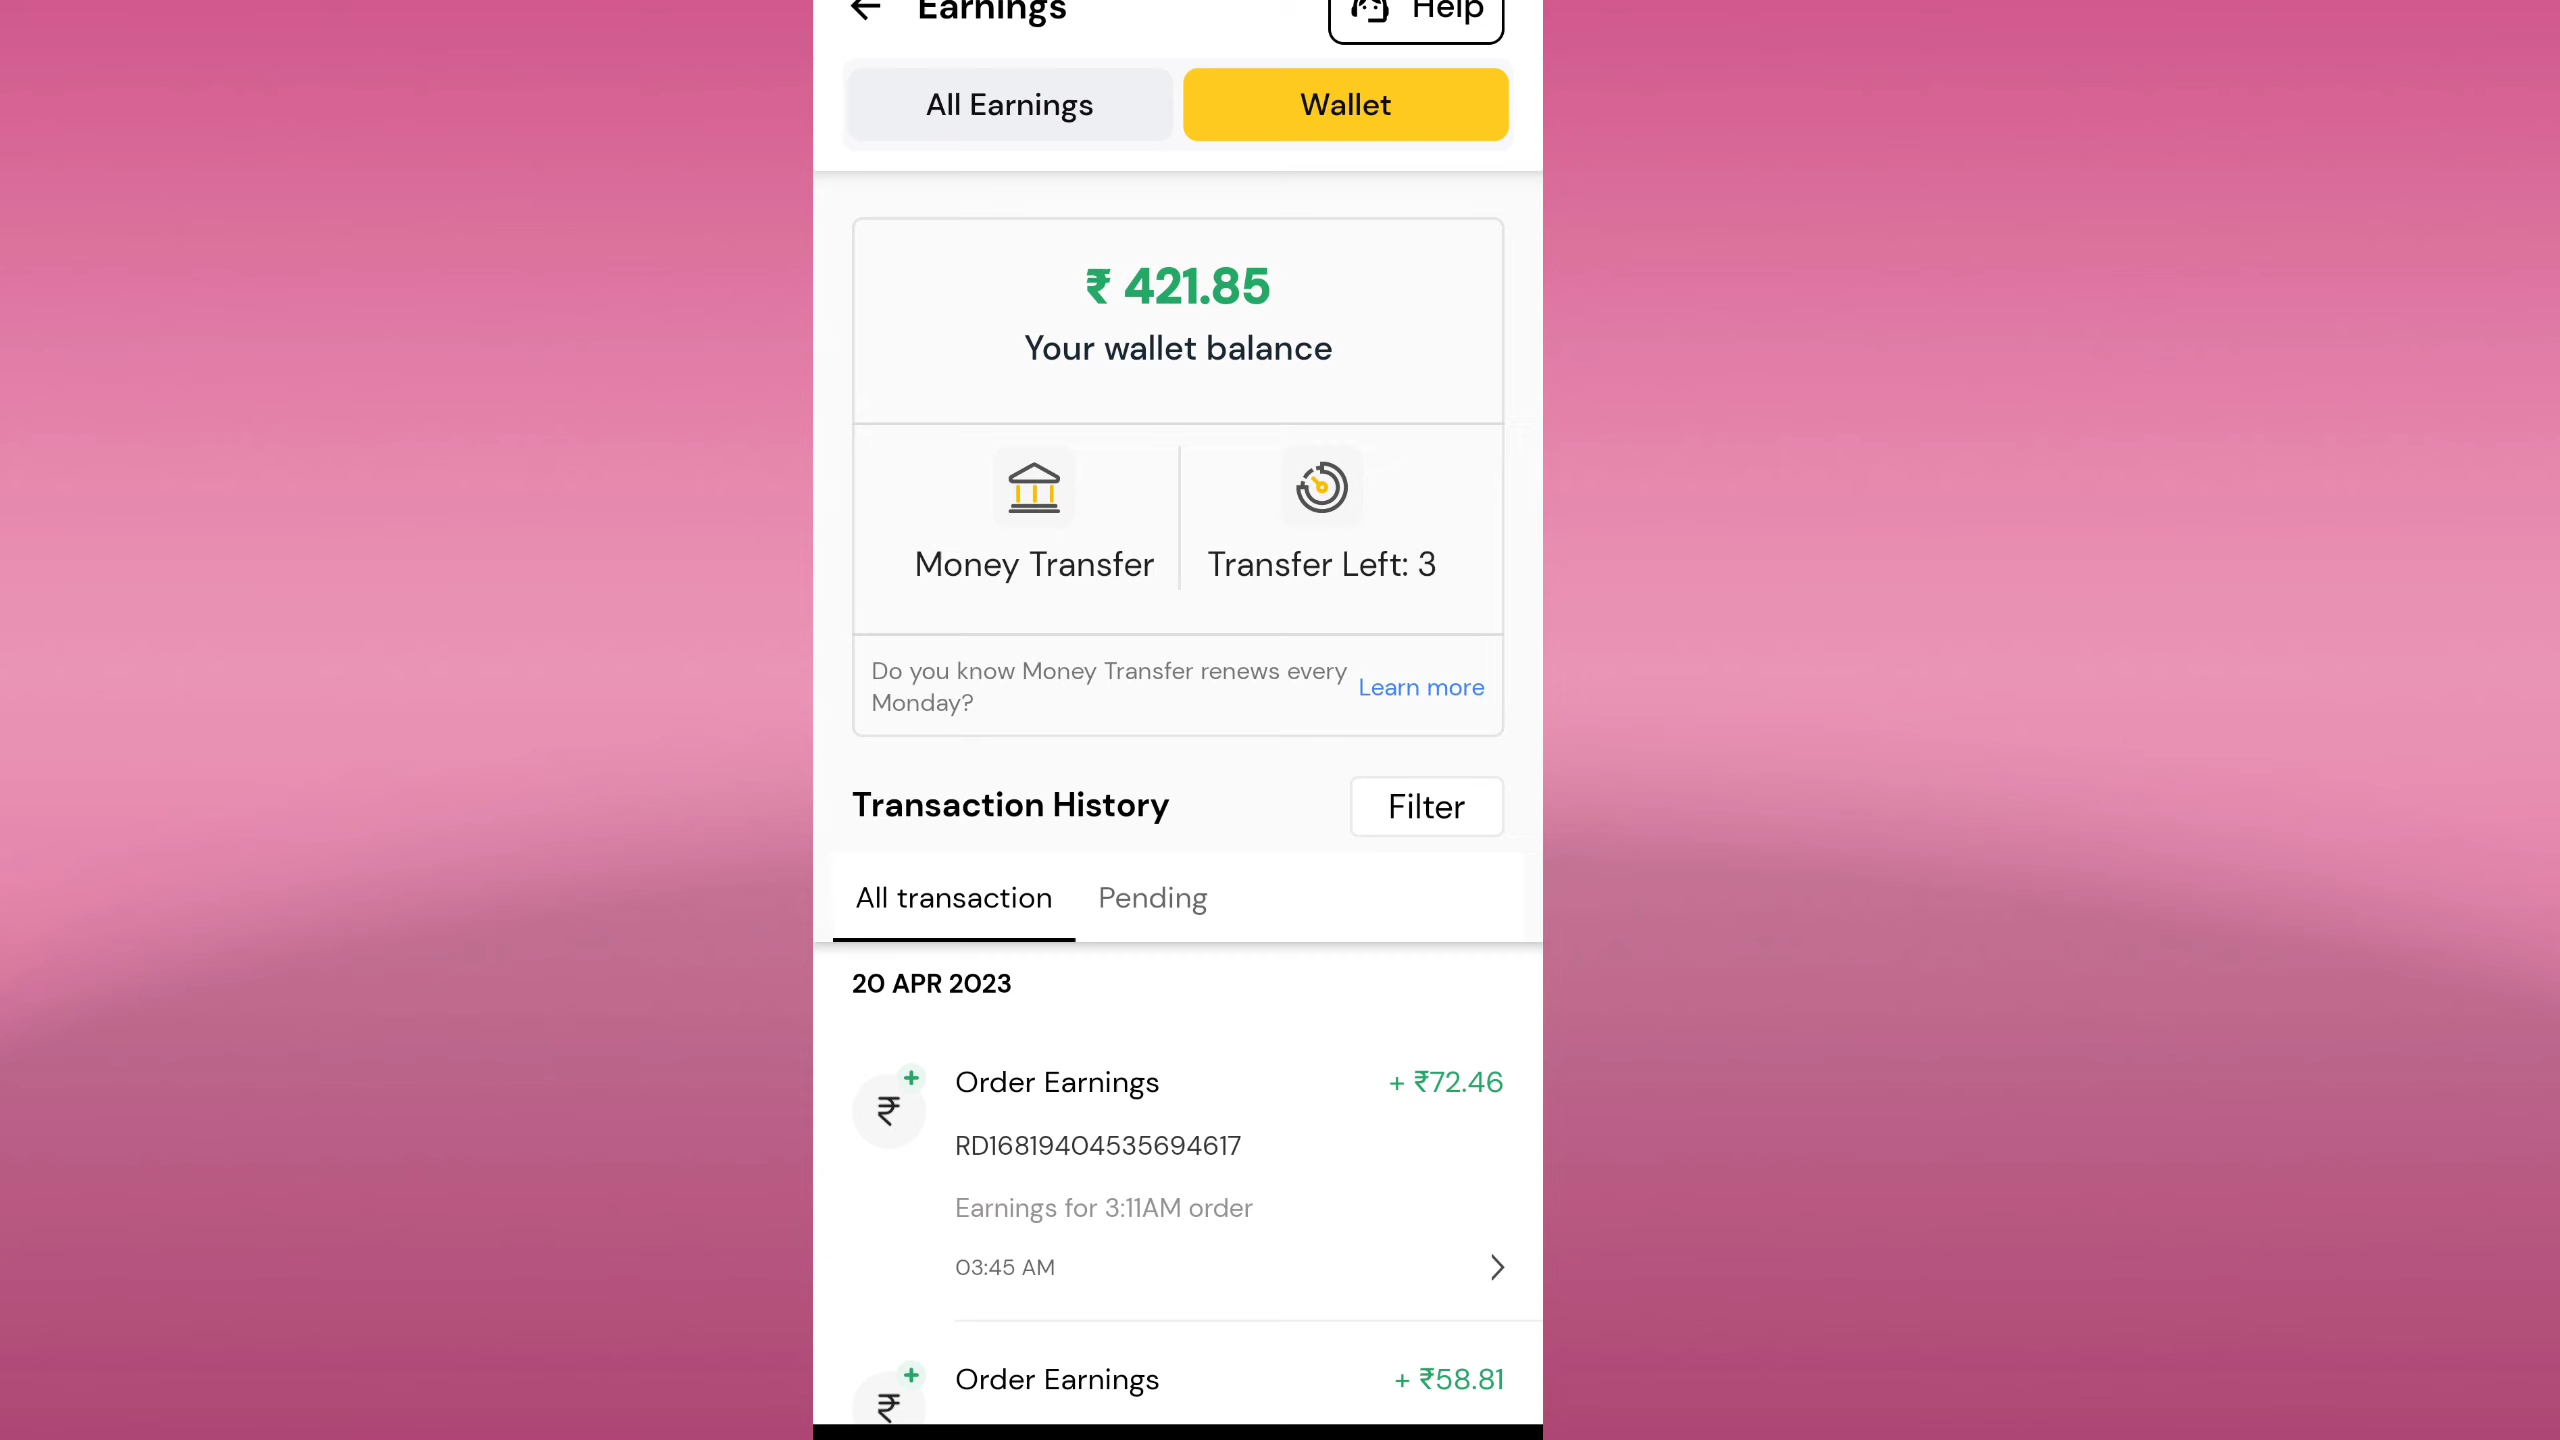 Earnings
Help
All Earnings
Wallet
₹ 421.85
Your wallet balance
Money Transfer
Transfer Left: 3
Do you know Money Transfer renews every
Monday?
Learn more
Transaction History
Filter
All transaction
Pending
20 APR 2023
Order Earnings
+ ₹72.46
RD16819404535694617
Earnings for 3:11AM order
03:45 AM
Order Earnings
+ ₹58.81